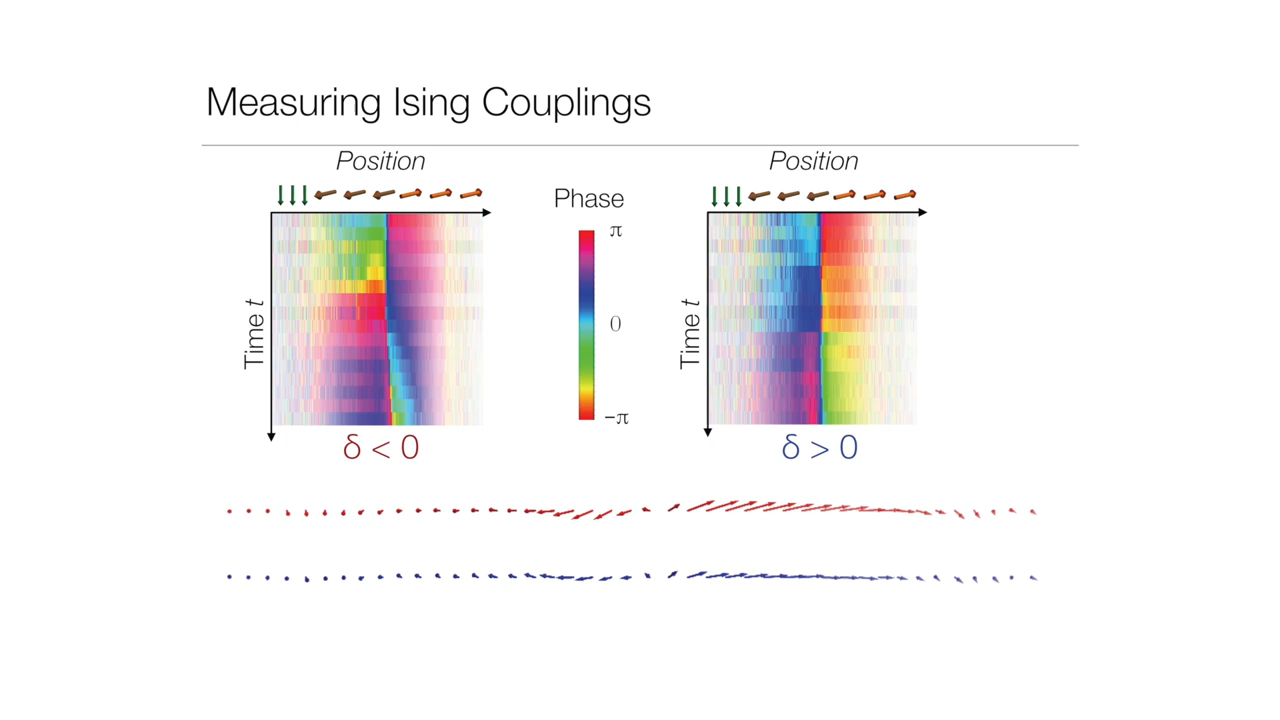 Measuring Ising Couplings
Position
Position
Phase
π
0
−π
Time t
Time t
δ < 0
δ > 0